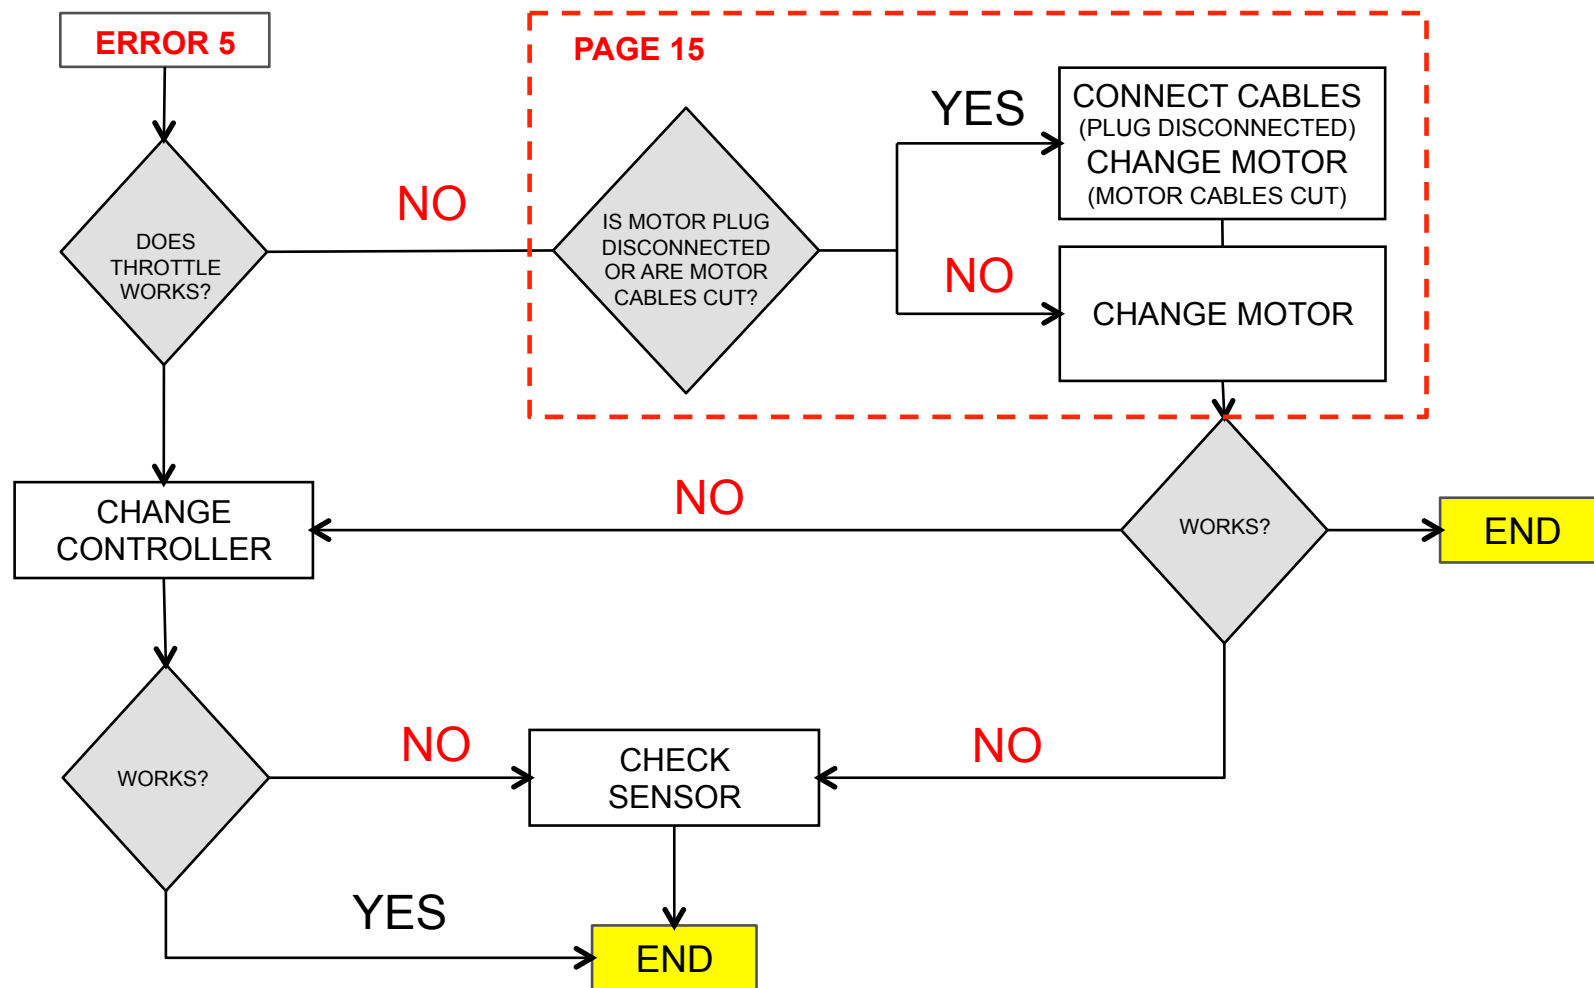 ERROR 5
PAGE 15
YES
CONNECT CABLES
(PLUG DISCONNECTED)
CHANGE MOTOR
(MOTOR CABLES CUT)
NO
DOES
THROTTLE
WORKS?
IS MOTOR PLUG
DISCONNECTED
OR ARE MOTOR
CABLES CUT?
NO
CHANGE MOTOR
CHANGE
CONTROLLER
NO
WORKS?
END
WORKS?
NO
CHECK
SENSOR
NO
YES
END